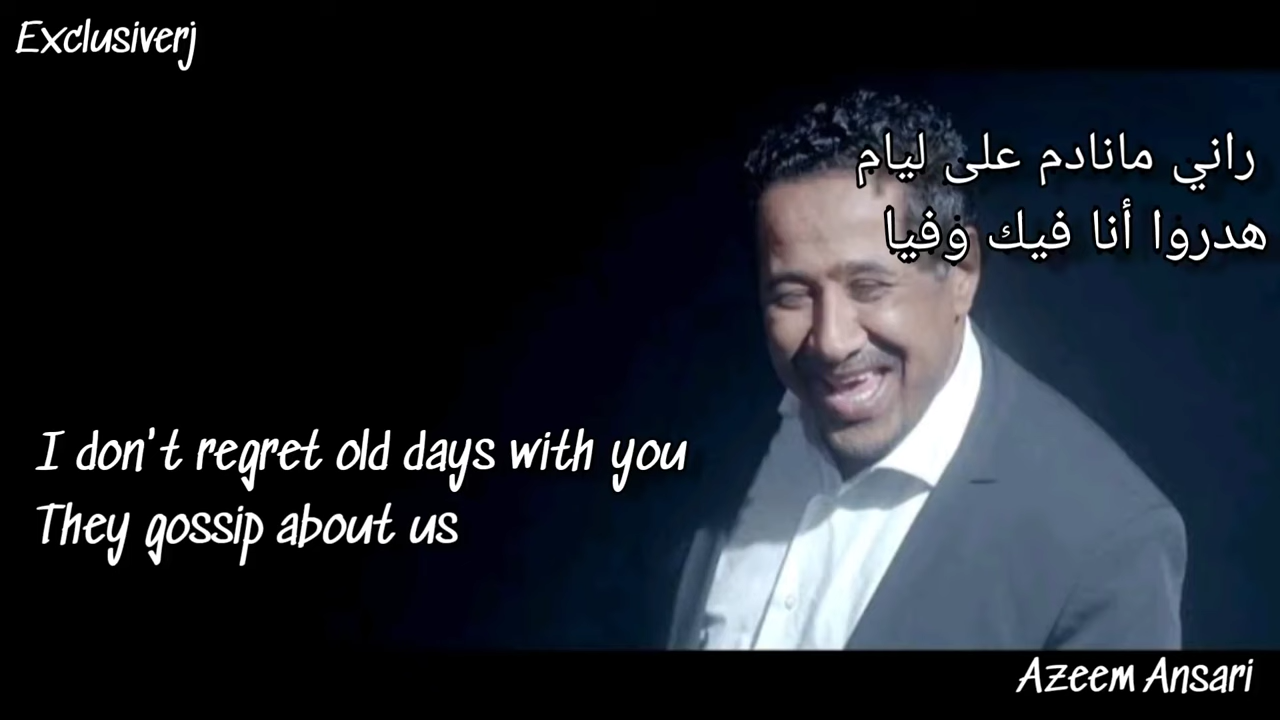 Exclusiverj
راني مانادم على ليام
هدروا أنا فيك وفيا
I don't regret old days with you
They gossip about us
Azeem Ansari